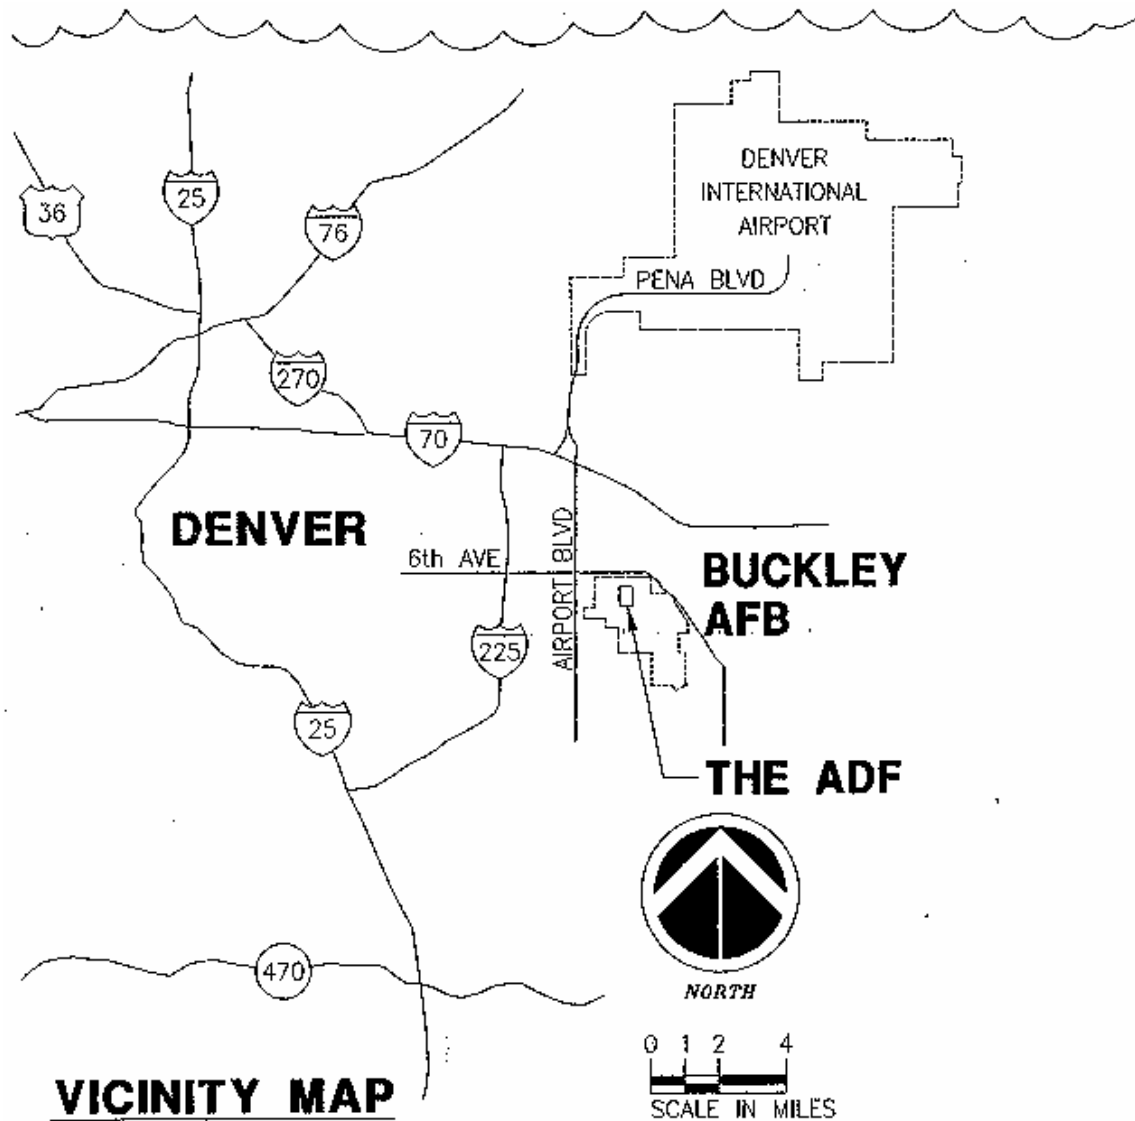 DENVER
INTERNATIONAL
AIRPORT
36
25
76
PENA BLVD
270
70
DENVER
6th AVE
AIRPORT BLVD
BUCKLEY
AFB
225
25
THE ADF
470
NORTH
0 1 2 4
SCALE IN MILES
VICINITY MAP